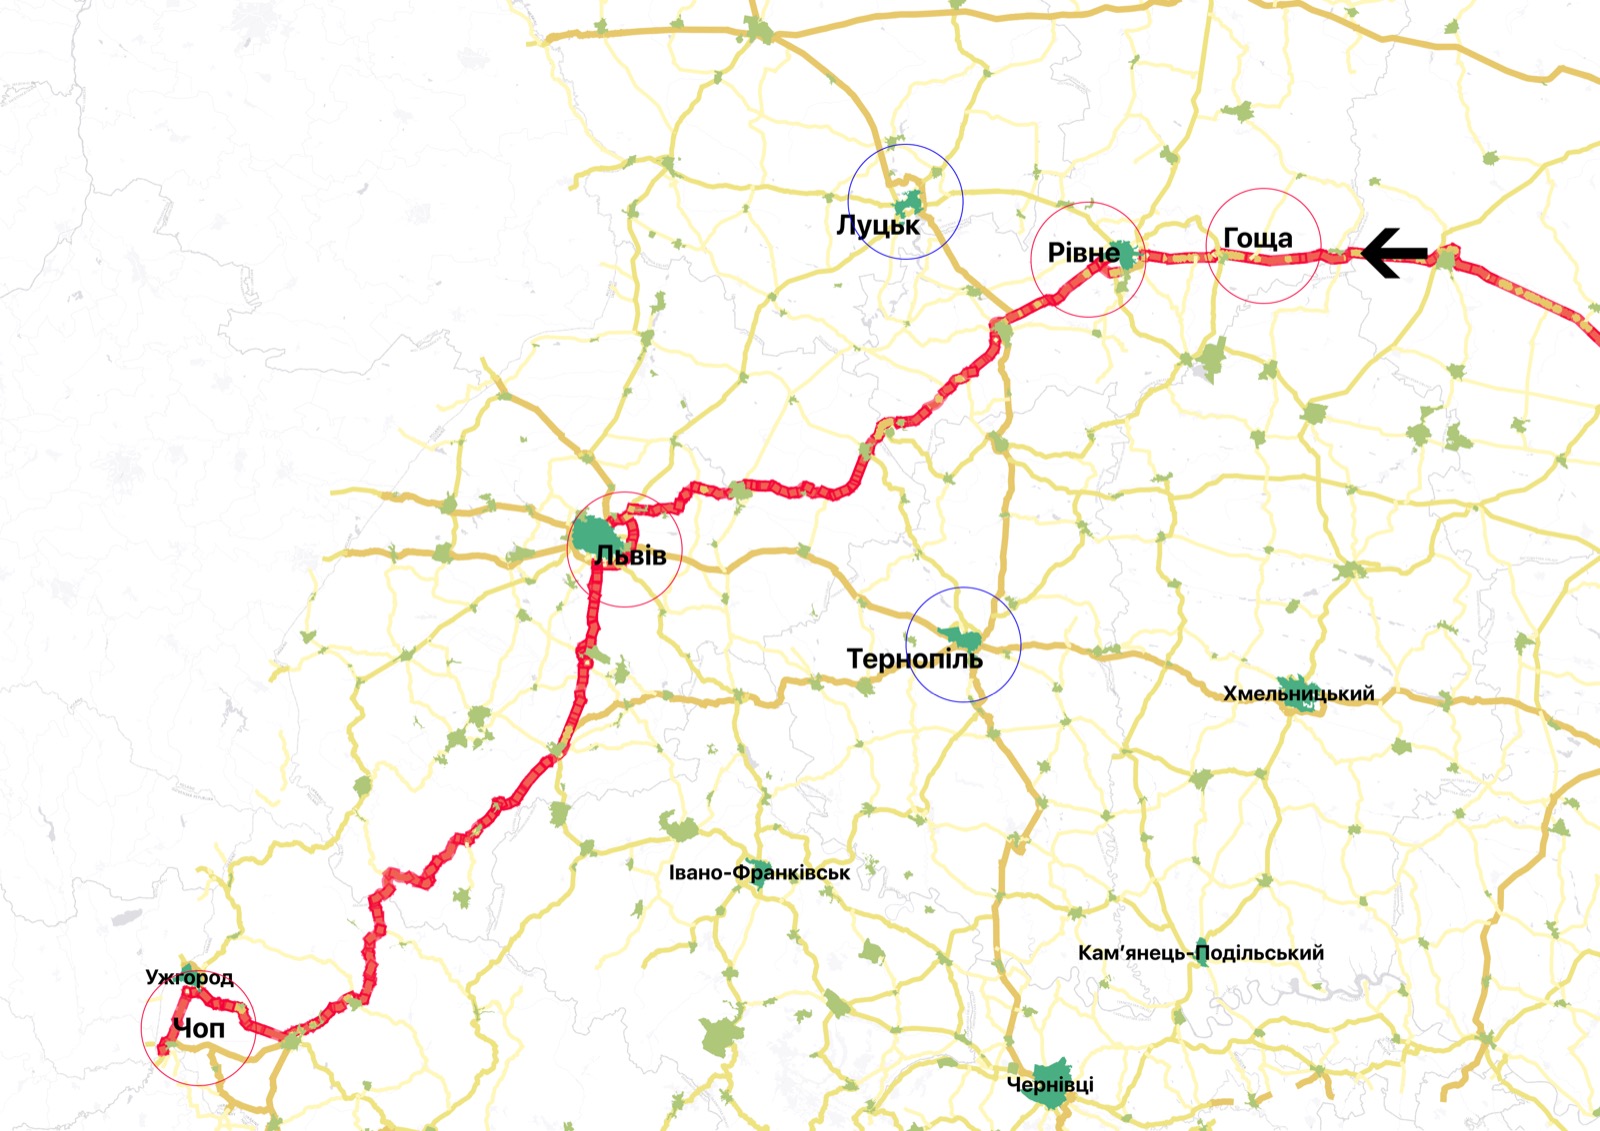 Луцьк
Рівне
Гоща
Львів
Тернопіль
Хмельницький
Івано-Франківськ
Кам’янець-Подільський
Ужгород
Чоп
Чернівці